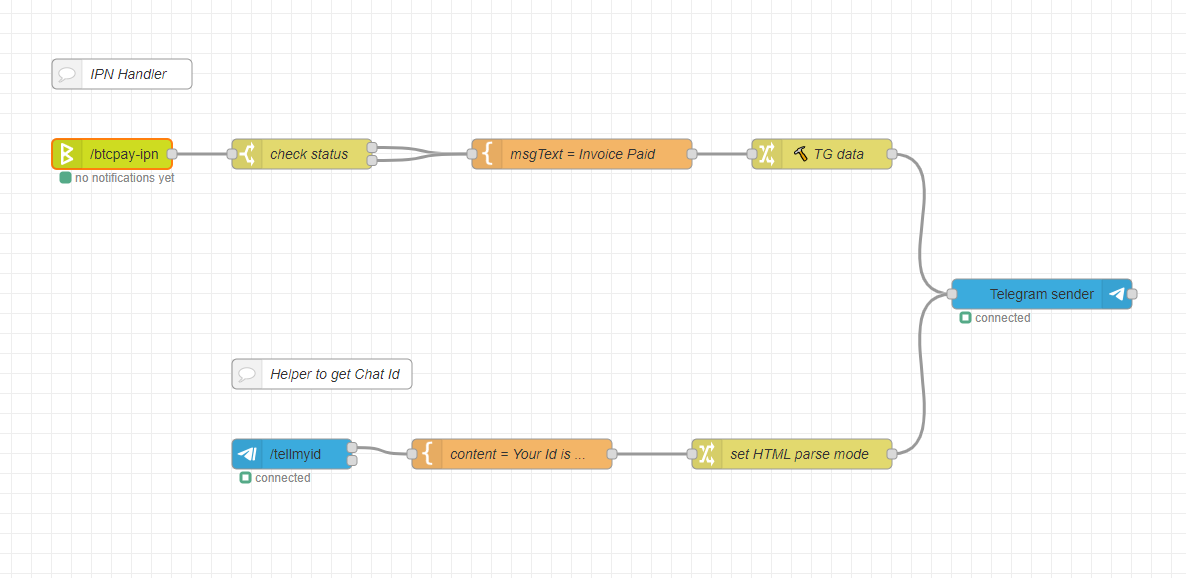 IPN Handler
/btcpay-ipn
check status
msgText = Invoice Paid
TG data
no notifications yet
Telegram sender
connected
Helper to get Chat Id
/tellmyid
content = Your Id is ...
set HTML parse mode
connected